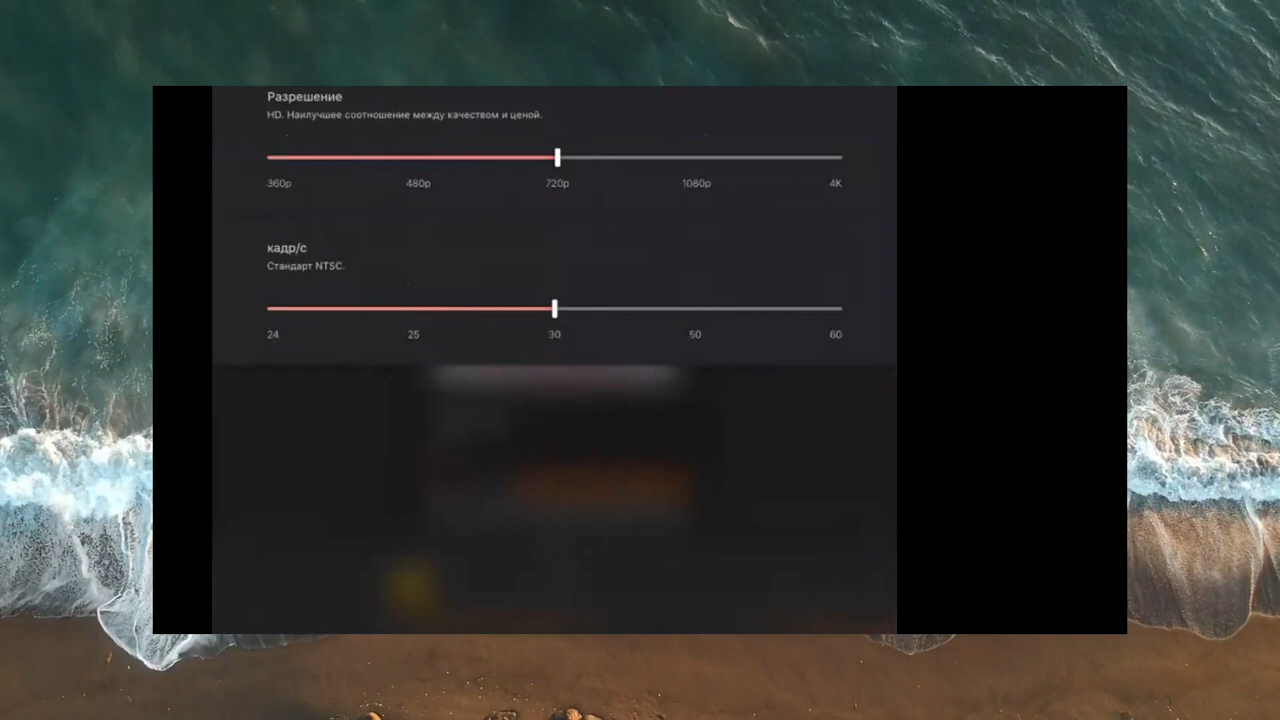 Разрешение
HD. Наилучшее соотношение между качеством и ценой.
360p 480p 720p 1080p 4K
кадр/с
Стандарт NTSC.
24 25 30 50 60